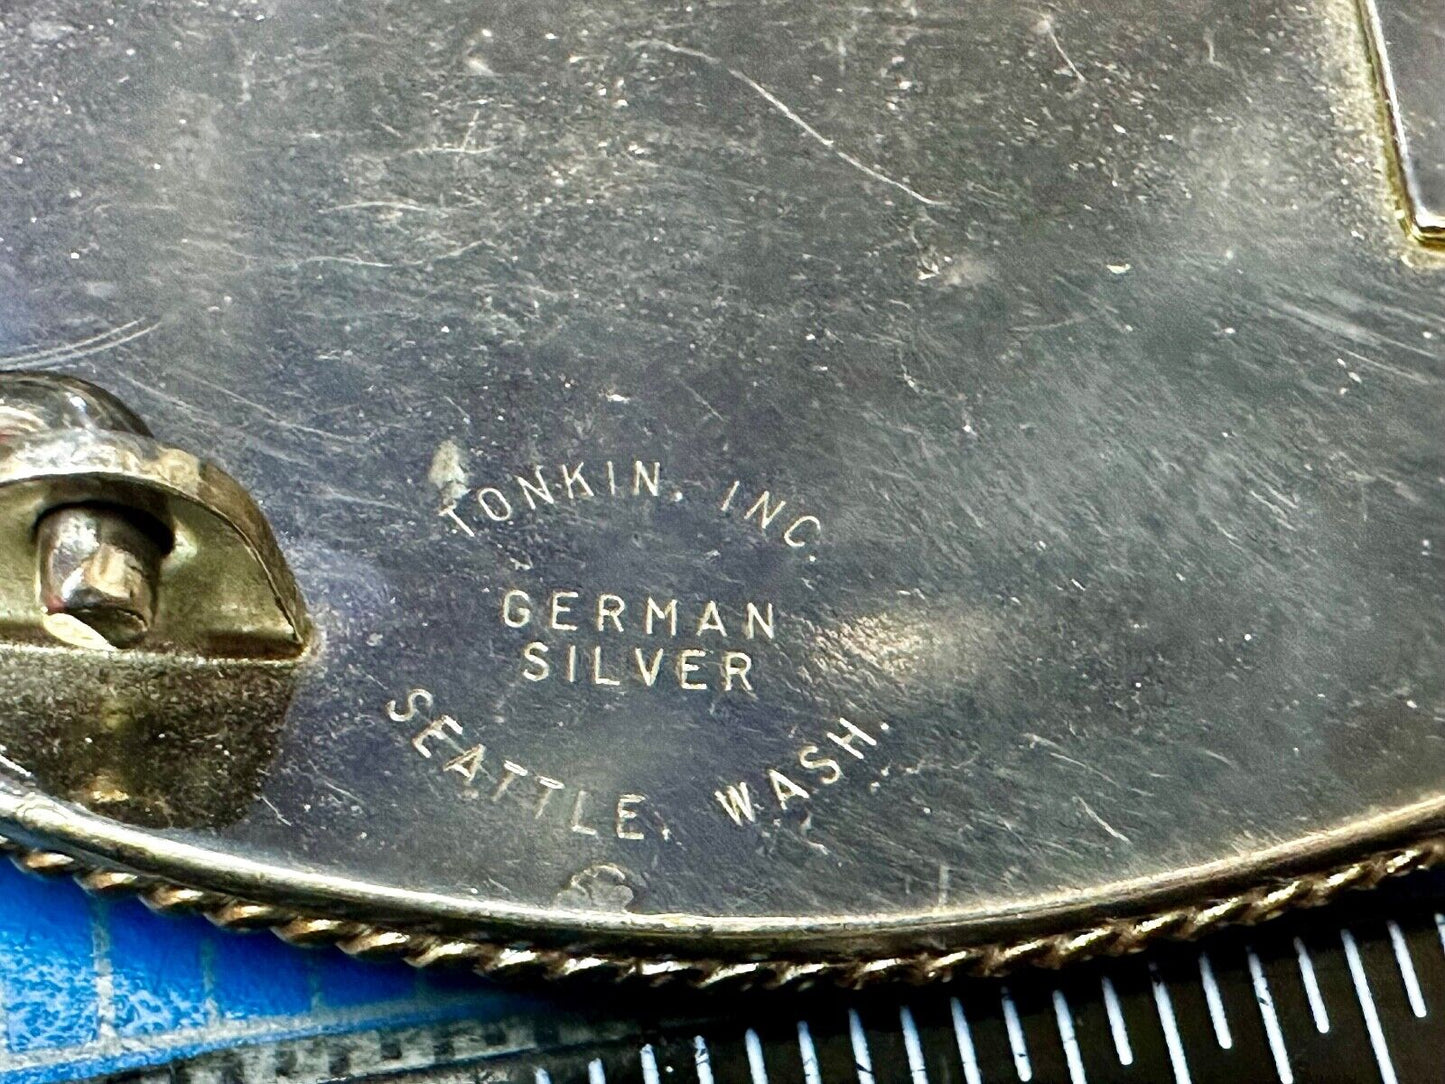 TONKIN, INC.
GERMAN
SILVER
SEATTLE, WASH.